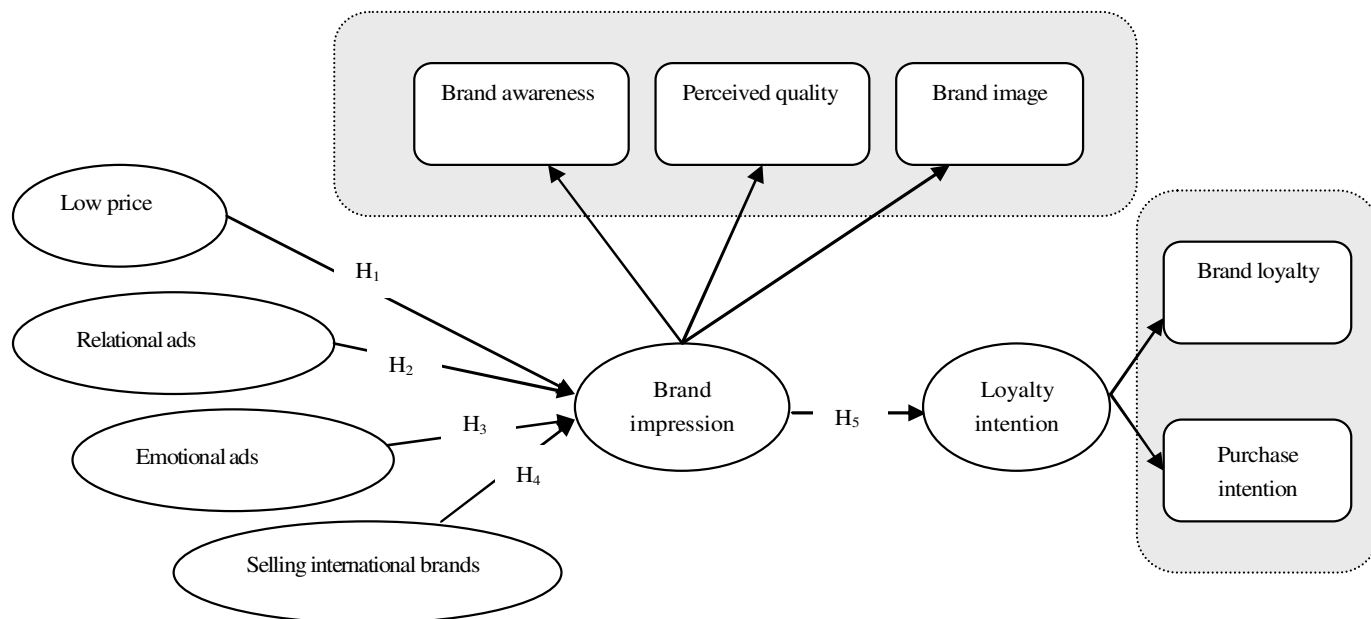 Brand awareness
Perceived quality
Brand image
Low price
H₁
Relational ads
H₂
Emotional ads
H₃
Selling international brands
H₄
Brand
impression
H₅
Loyalty
intention
Brand loyalty
Purchase
intention